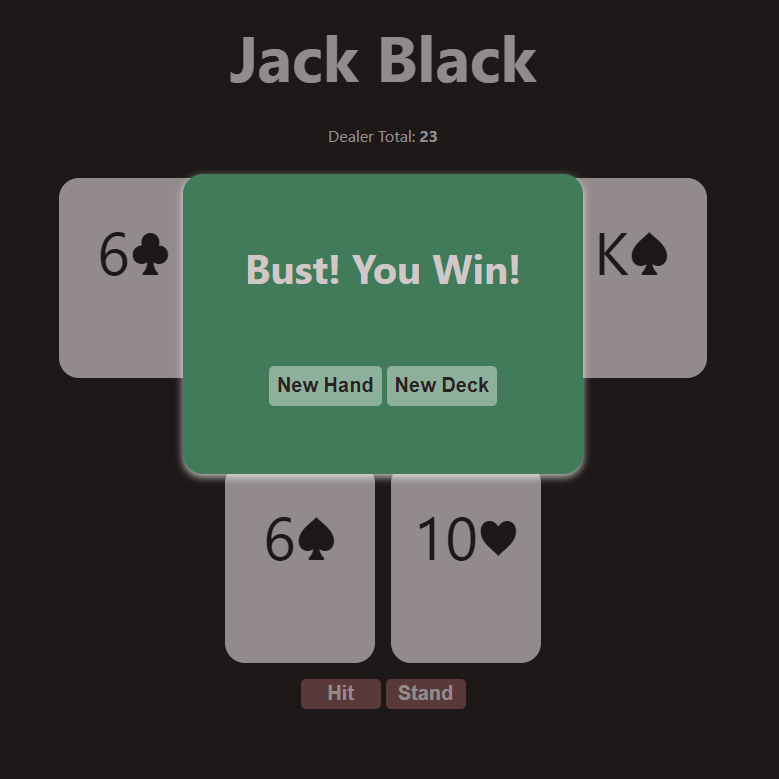 Jack Black
Dealer Total: 23
6♣ K♠
Bust! You Win!
New Hand New Deck
6♠ 10♥
Hit Stand